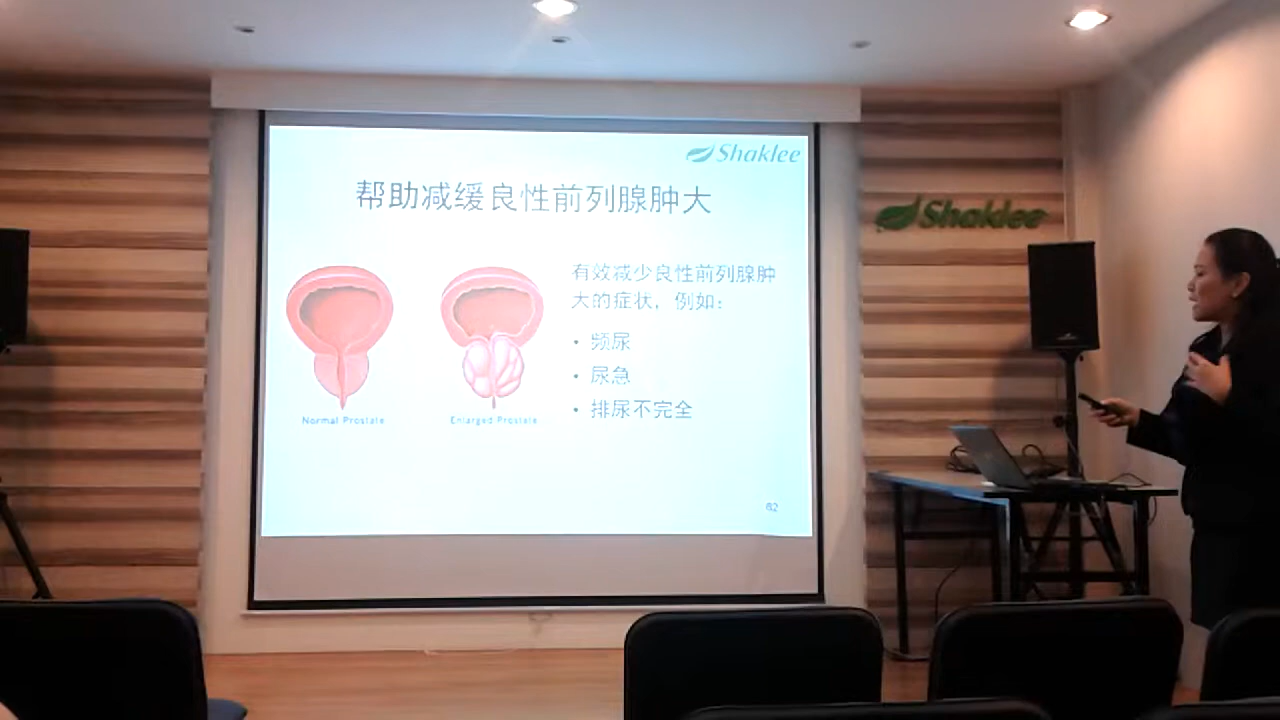 Shaklee
帮助减缓良性前列腺肿大
Shaklee
有效减少良性前列腺肿
大的症状，例如：
• 频尿
• 尿急
• 排尿不完全
Normal Prostate
Enlarged Prostate
62